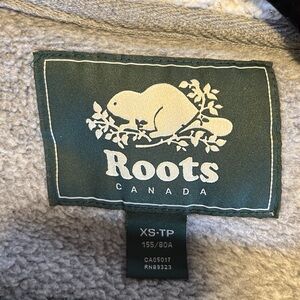 Roots
CANADA
XS-TP
155/80A
CA05017
RN89323